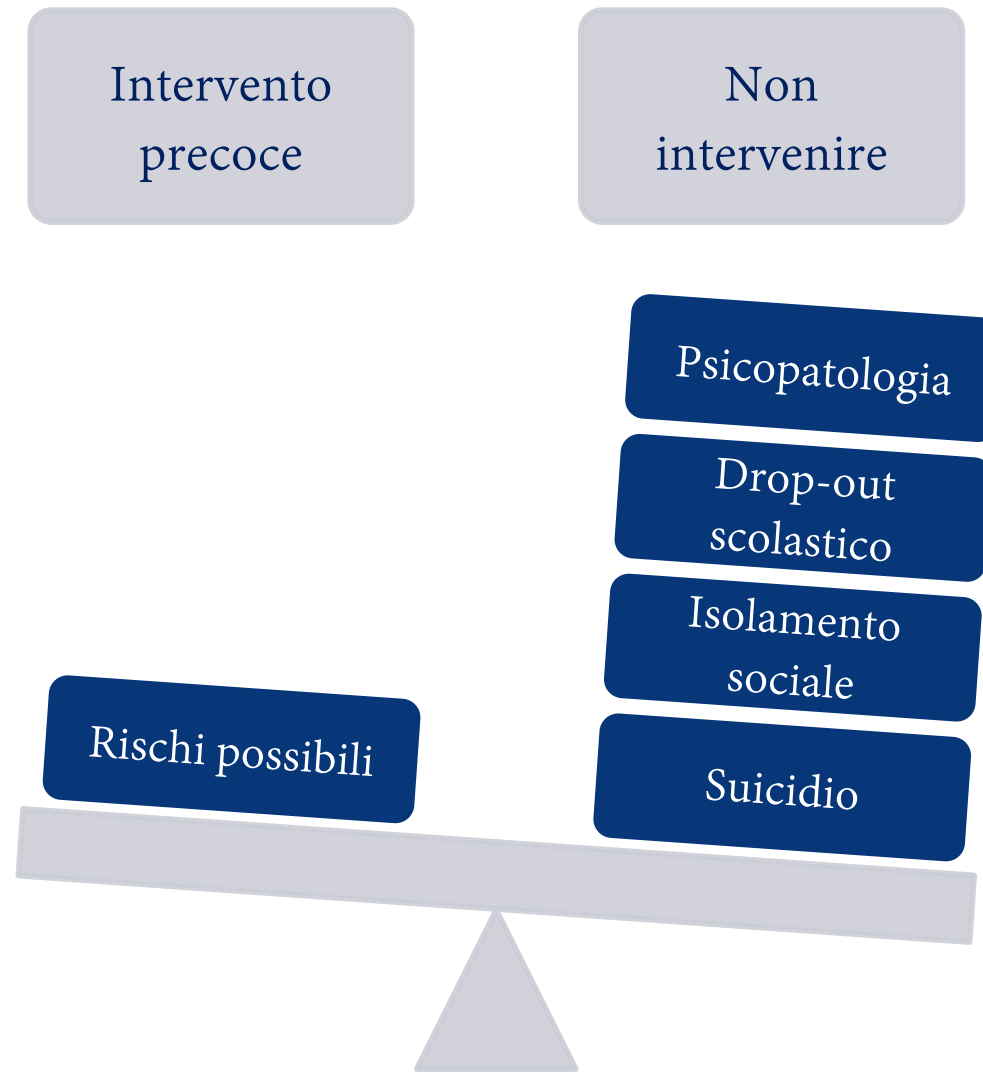 Intervento
precoce
Non
intervenire
Psicopatologia
Drop-out
scolastico
Isolamento
sociale
Rischi possibili
Suicidio